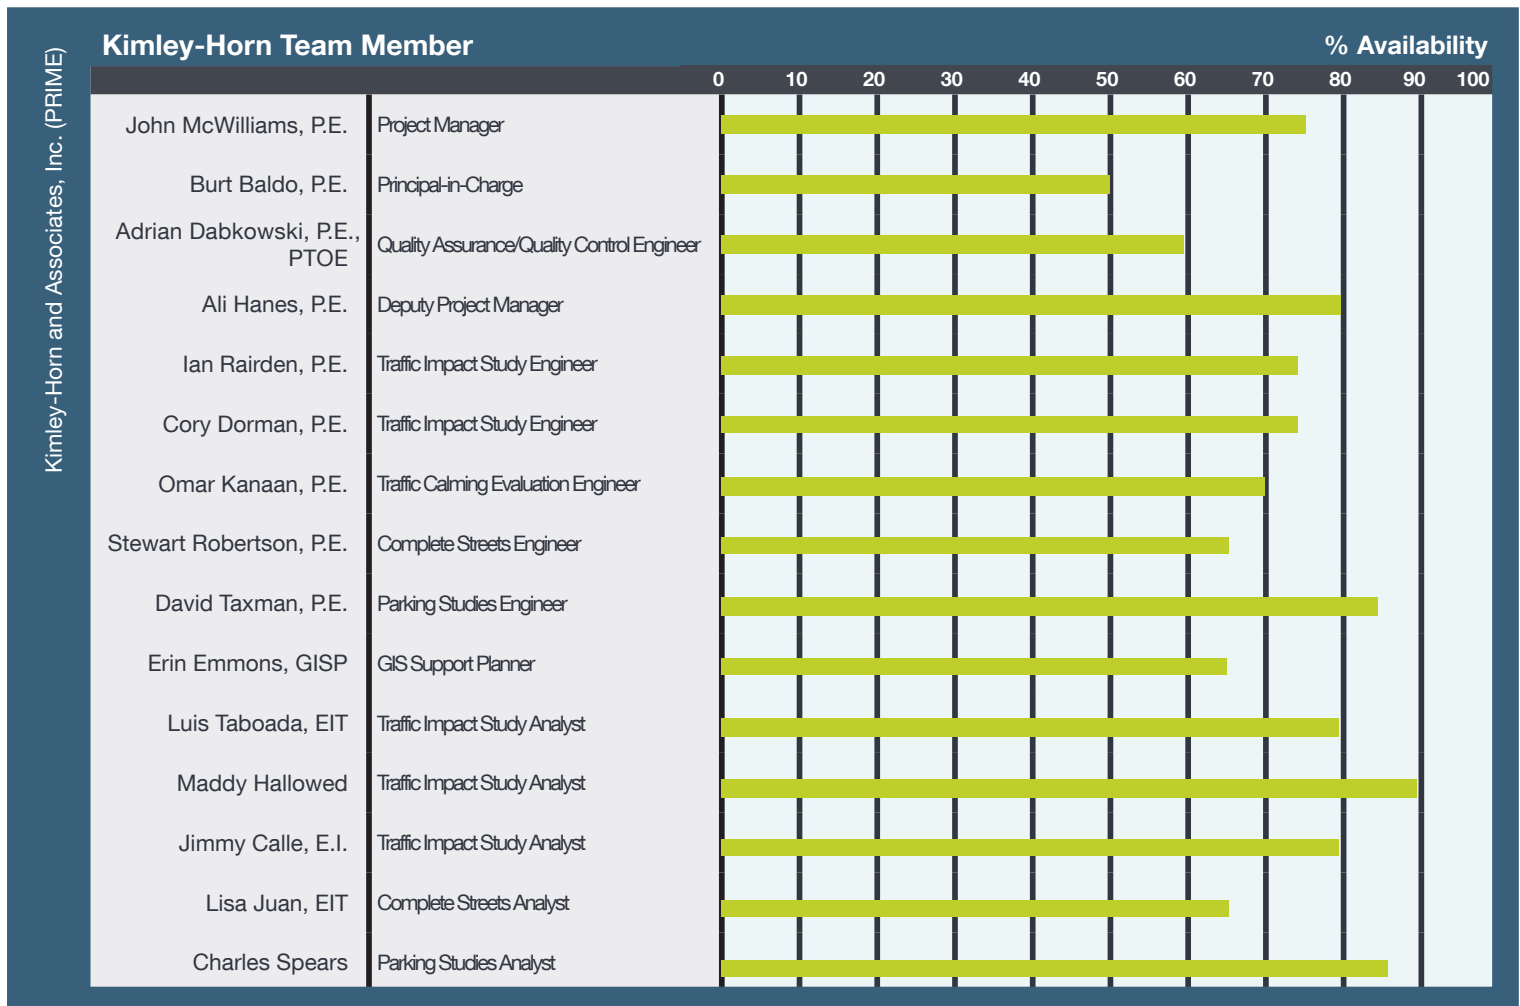 Kimley-Horn and Associates, Inc. (PRIME)
Kimley-Horn Team Member
% Availability
0 10 20 30 40 50 60 70 80 90 100
John McWilliams, P.E. Project Manager
Burt Baldo, P.E. Principal-in-Charge
Adrian Dabkowski, P.E.,
PTOE
Quality Assurance/Quality Control Engineer
Ali Hanes, P.E. Deputy Project Manager
Ian Rairden, P.E. Traffic Impact Study Engineer
Cory Dorman, P.E. Traffic Impact Study Engineer
Omar Kanaan, P.E. Traffic Calming Evaluation Engineer
Stewart Robertson, P.E. Complete Streets Engineer
David Taxman, P.E. Parking Studies Engineer
Erin Emmons, GISP GIS Support Planner
Luis Taboada, EIT Traffic Impact Study Analyst
Maddy Hallowed Traffic Impact Study Analyst
Jimmy Calle, E.I. Traffic Impact Study Analyst
Lisa Juan, EIT Complete Streets Analyst
Charles Spears Parking Studies Analyst